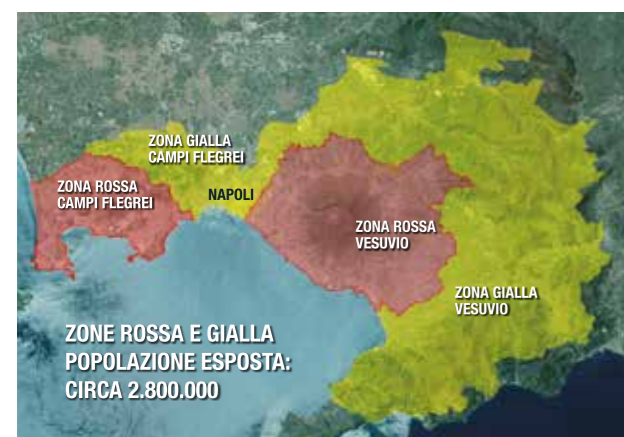 ZONA GIALLA
CAMPI FLEGREI
ZONA ROSSA
CAMPI FLEGREI
NAPOLI
ZONA ROSSA
VESUVIO
ZONA GIALLA
VESUVIO
ZONE ROSSA E GIALLA
POPOLAZIONE ESPOSTA:
CIRCA 2.800.000